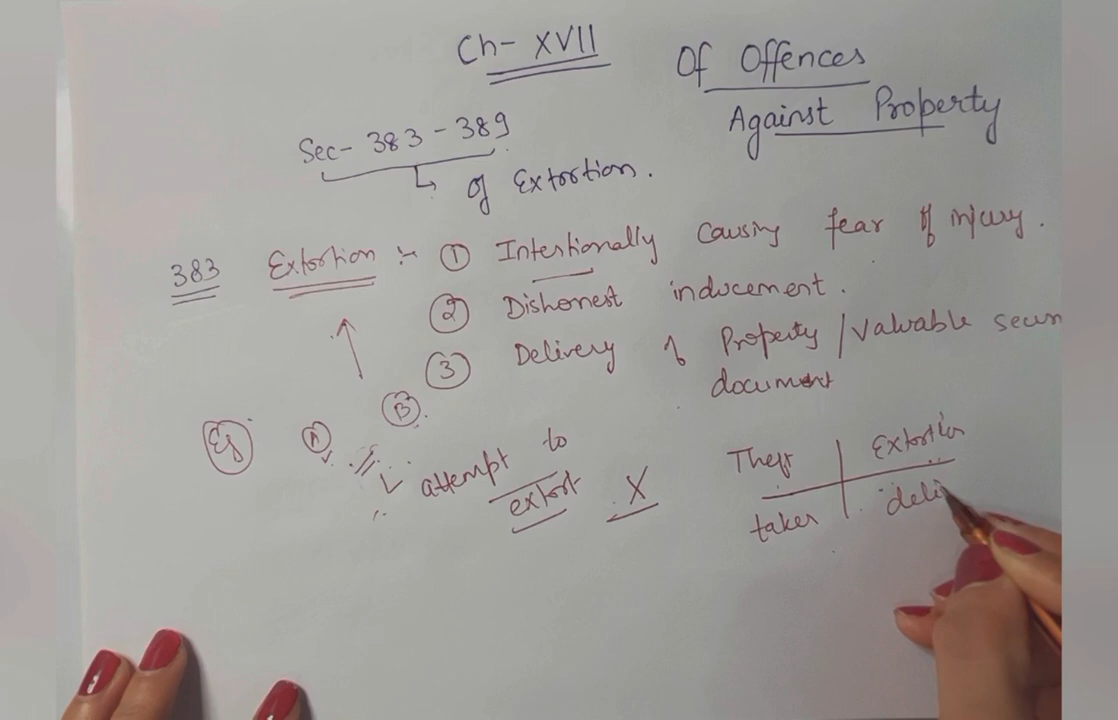 Ch- XVII
Of Offences
Against Property
Sec- 383 - 389
↳ of Extortion.
383 Extortion :- ① Intentionally causing fear of injury.
② Dishonest inducement.
③ Delivery of Property / Valuable secur
document
Eg A B
↳ attempt to
extort X
Theft | Extortion
taken | deli